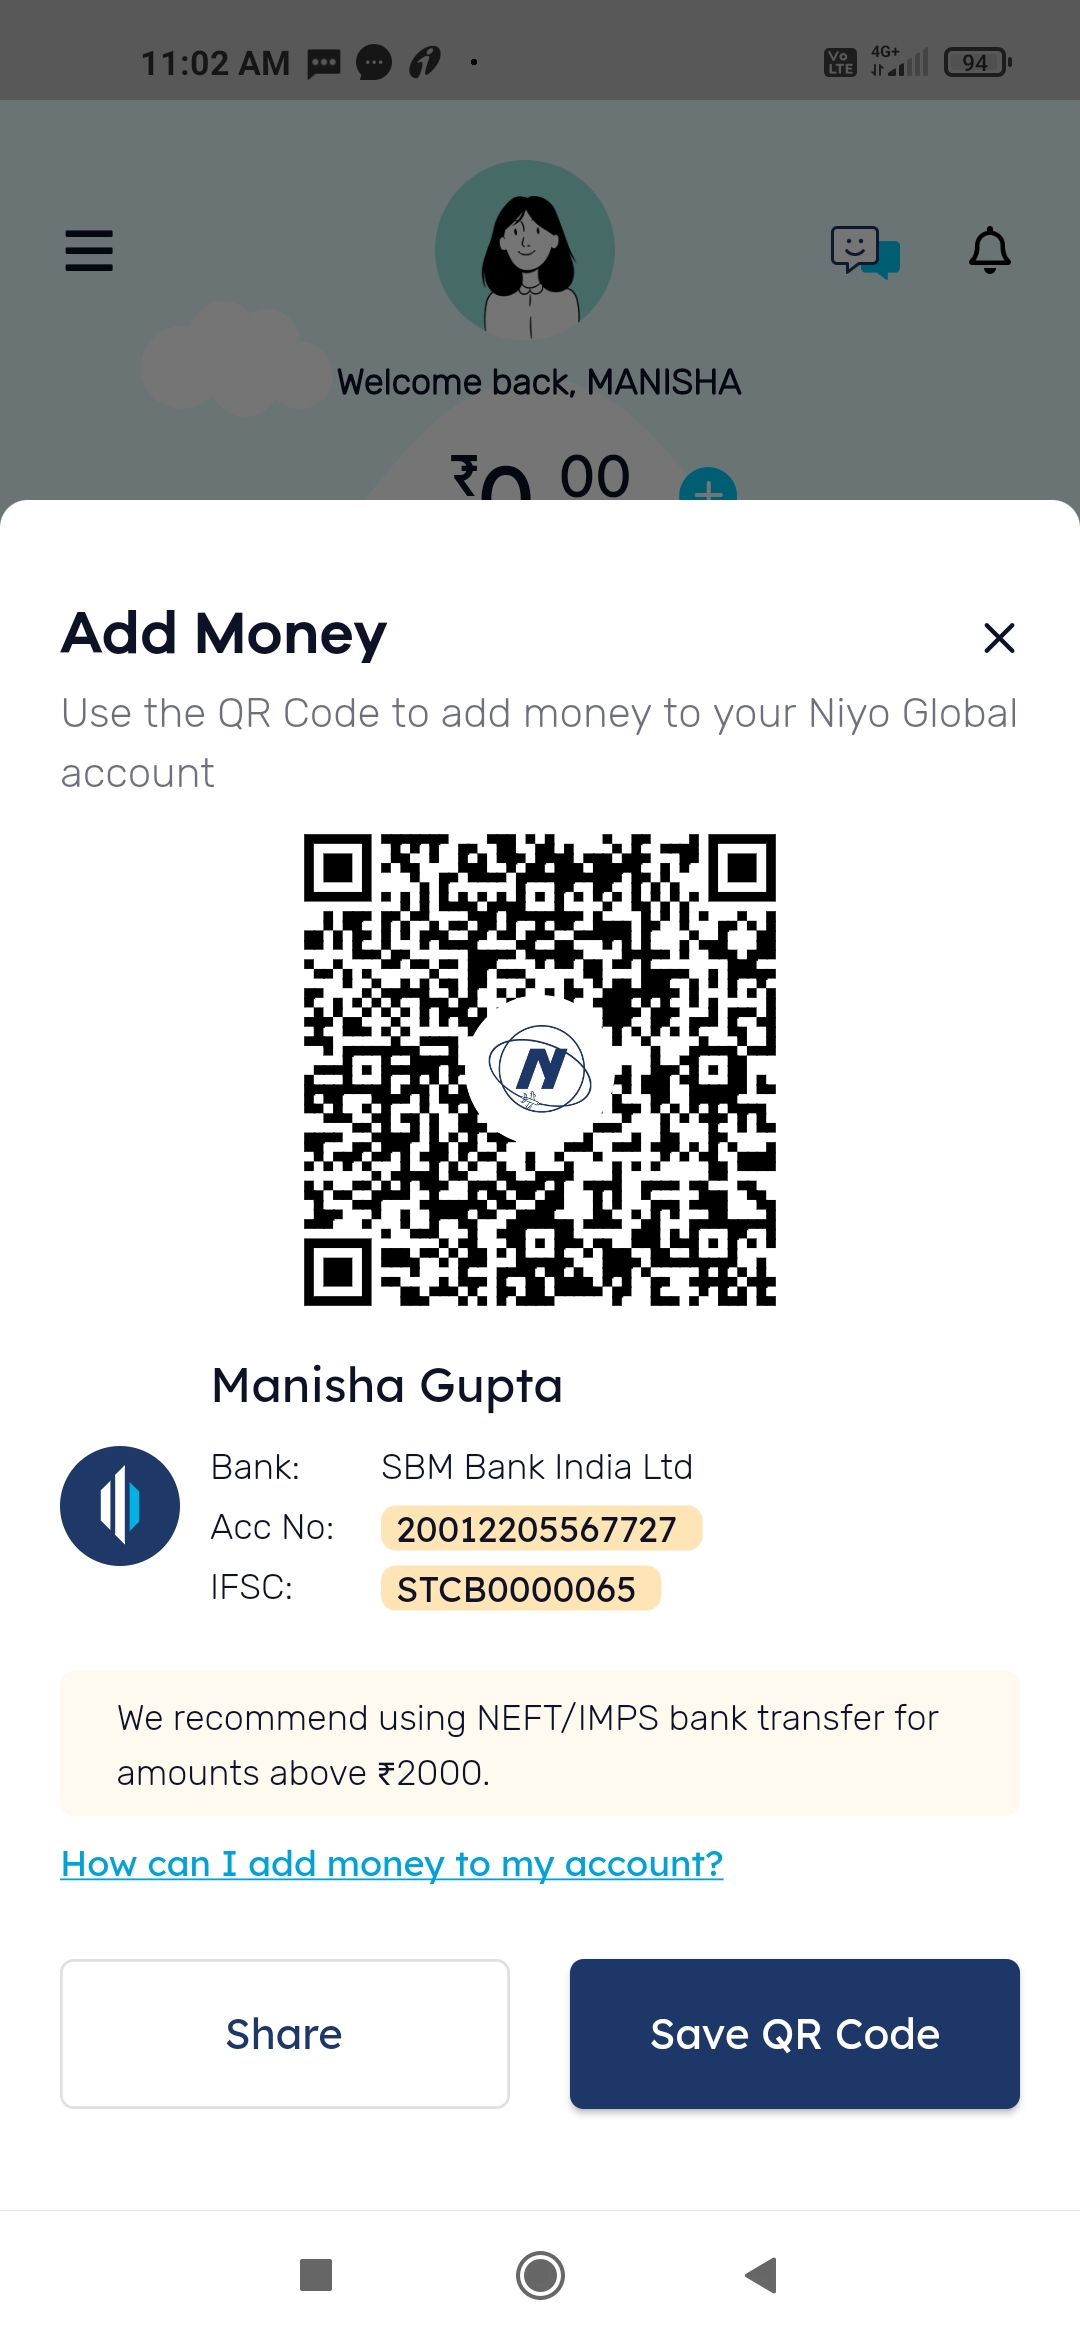 11:02 AM
Vo LTE 4G+ 94
Welcome back, MANISHA
₹0.00
Add Money
Use the QR Code to add money to your Niyo Global
account
N
Manisha Gupta
Bank: SBM Bank India Ltd
Acc No: 20012205567727
IFSC: STCB0000065
We recommend using NEFT/IMPS bank transfer for
amounts above ₹2000.
How can I add money to my account?
Share Save QR Code